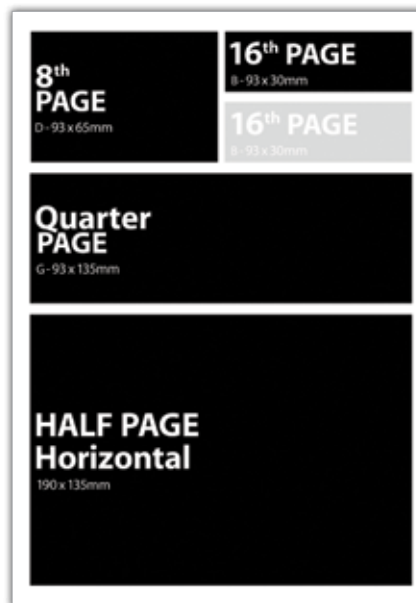 8th
PAGE
D-93 x 65mm
16th PAGE
B-93 x 30mm
16th PAGE
B-93 x 30mm
Quarter
PAGE
G-93 x 135mm
HALF PAGE
Horizontal
190 x 135mm